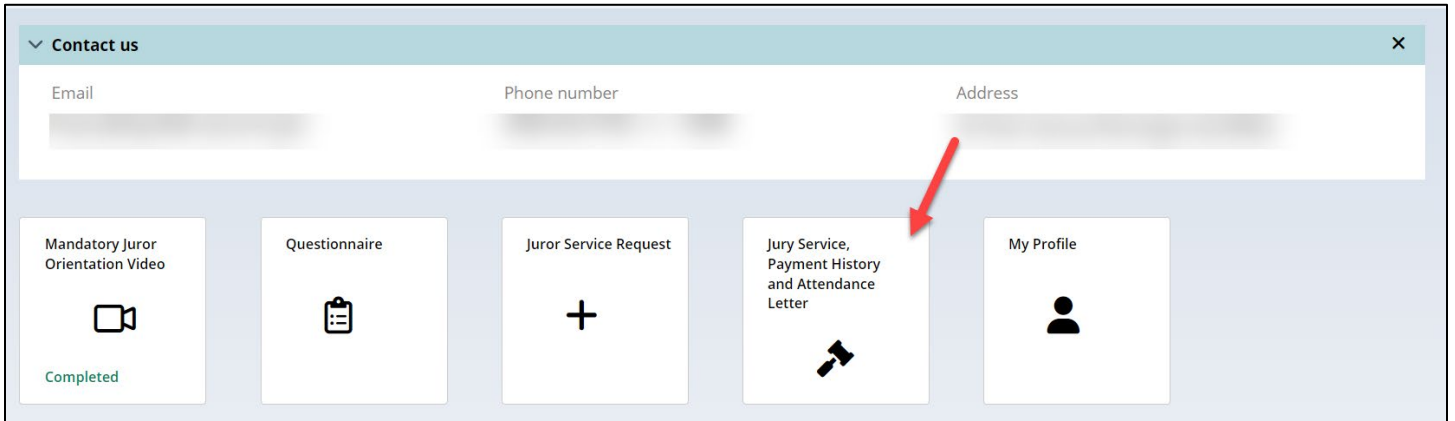 Contact us
Email
Phone number
Address
Mandatory Juror
Orientation Video
Completed
Questionnaire
Juror Service Request
Jury Service,
Payment History
and Attendance
Letter
My Profile